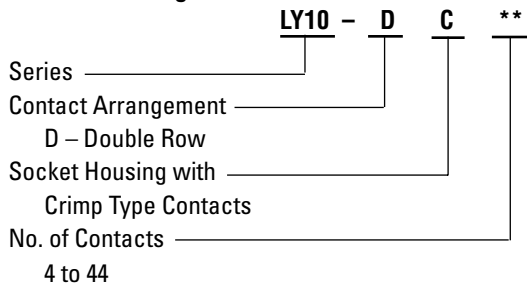 LY10 – D C **
Series
Contact Arrangement
D – Double Row
Socket Housing with
Crimp Type Contacts
No. of Contacts
4 to 44